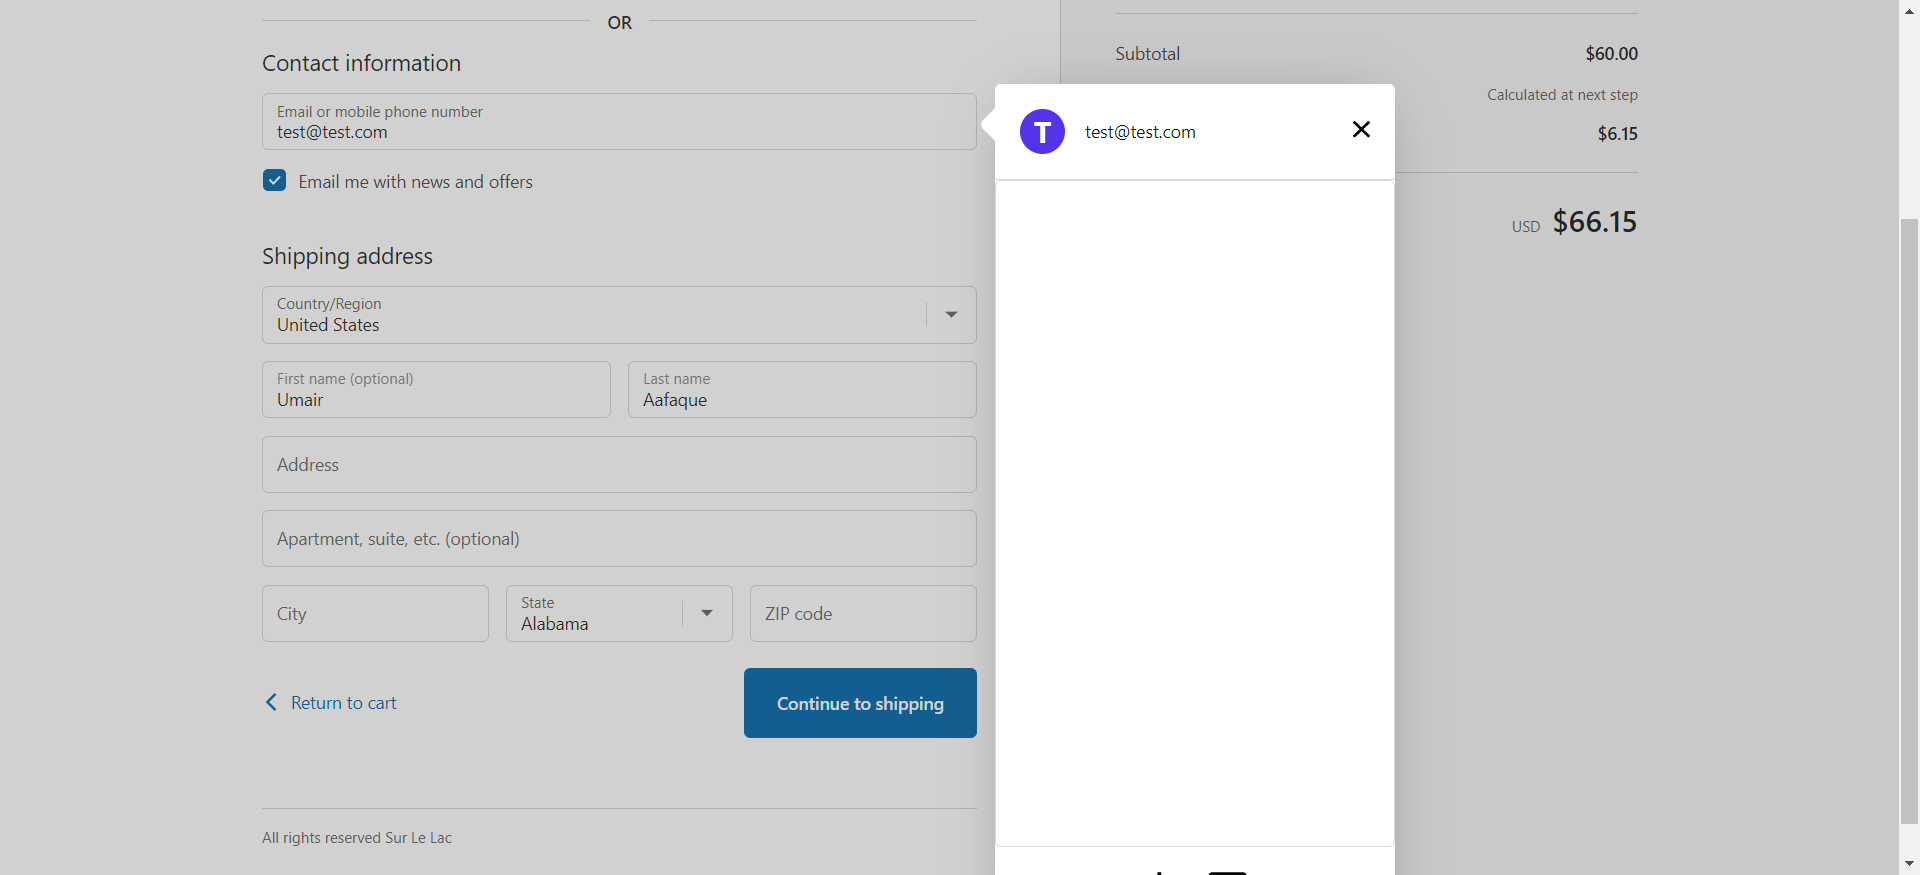 OR
Contact information
Email or mobile phone number
test@test.com
Email me with news and offers
Shipping address
Country/Region
United States
First name (optional)
Umair
Last name
Aafaque
Address
Apartment, suite, etc. (optional)
City
State
Alabama
ZIP code
Return to cart
Continue to shipping
All rights reserved Sur Le Lac
T
test@test.com
Subtotal
$60.00
Calculated at next step
$6.15
USD $66.15